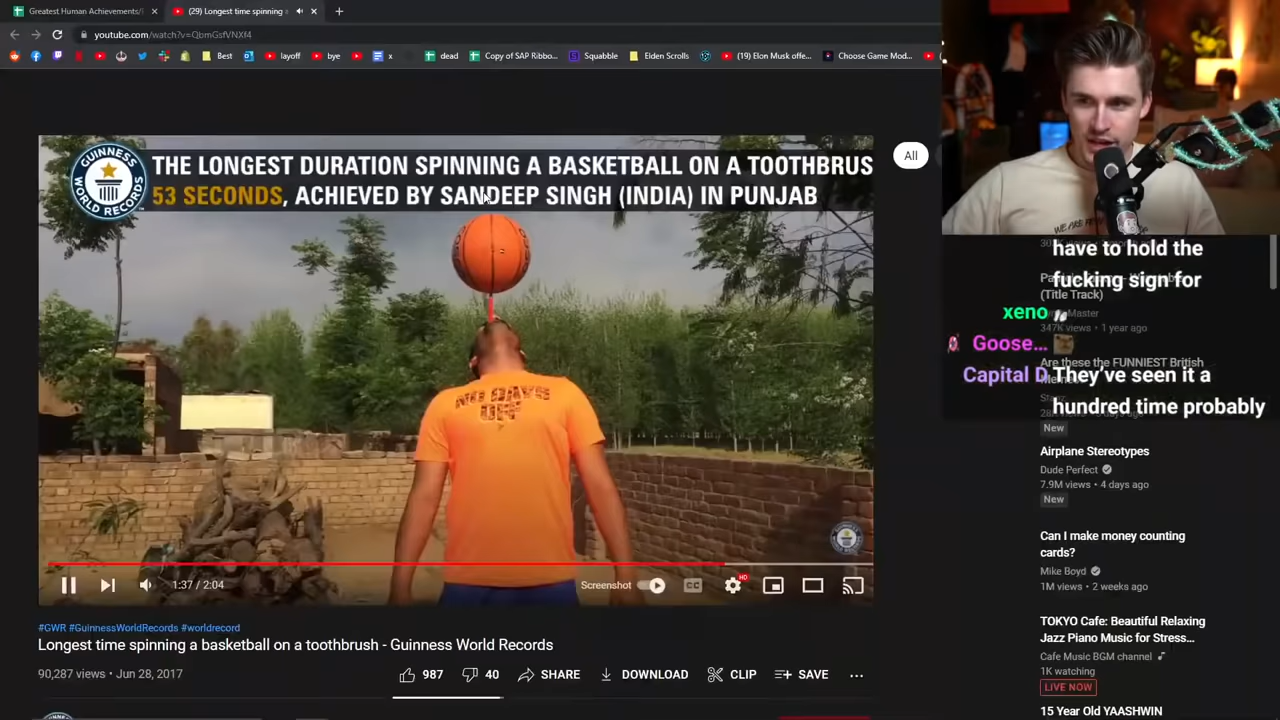 Greatest Human Achievements/
(29) Longest time spinning a
youtube.com/watch?v=QbmGsfVNXf4
Best
layoff
bye
x
dead
Copy of SAP Ribbo...
Squabble
Elden Scrolls
(19) Elon Musk offe...
Choose Game Mod...
GUINNESS
WORLD RECORDS
THE LONGEST DURATION SPINNING A BASKETBALL ON A TOOTHBRUS
53 SECONDS, ACHIEVED BY SANDEEP SINGH (INDIA) IN PUNJAB
NO DAYS
OFF
1:37 / 2:04
Screenshot
CC
HD
#GWR #GuinnessWorldRecords #worldrecord
Longest time spinning a basketball on a toothbrush - Guinness World Records
90,287 views • Jun 28, 2017
987
40
SHARE
DOWNLOAD
CLIP
SAVE
All
WE ARE
have to hold the
fucking sign for
(Title Track)
xeno
Master
347K views • 1 year ago
Goose...
Are these the FUNNIEST British
Capital D
They've seen it a
hundred time probably
New
Airplane Stereotypes
Dude Perfect
7.9M views • 4 days ago
New
Can I make money counting
cards?
Mike Boyd
1M views • 2 weeks ago
TOKYO Cafe: Beautiful Relaxing
Jazz Piano Music for Stress...
Cafe Music BGM channel
1K watching
LIVE NOW
15 Year Old YAASHWIN